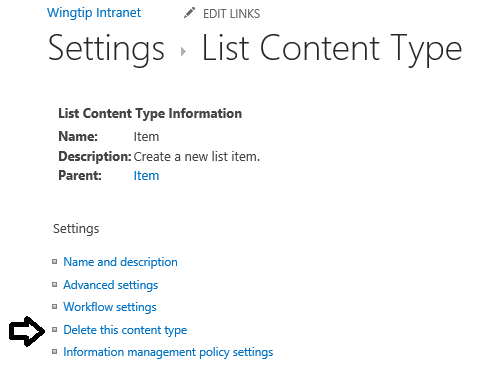 Wingtip Intranet EDIT LINKS
Settings List Content Type
List Content Type Information
Name: Item
Description: Create a new list item.
Parent: Item
Settings
Name and description
Advanced settings
Workflow settings
Delete this content type
Information management policy settings